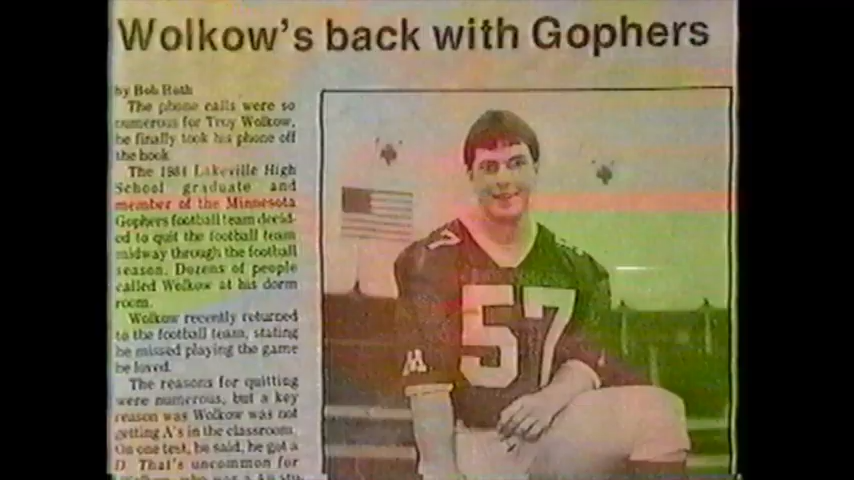 Wolkow's back with Gophers
by Bob Roth
The phone calls were so
numerous for Troy Wolkow,
he finally took his phone off
the hook.
The 1984 Lakeville High
School graduate and
member of the Minnesota
Gophers football team decid-
ed to quit the football team
midway through the football
season. Dozens of people
called Wolkow at his dorm
room.
Wolkow recently returned
to the football team, stating
he missed playing the game
he loved.
The reasons for quitting
were numerous, but a key
reason was Wolkow was not
getting A's in the classroom.
On one test, he said, he got a
D. That's uncommon for
57
7
M